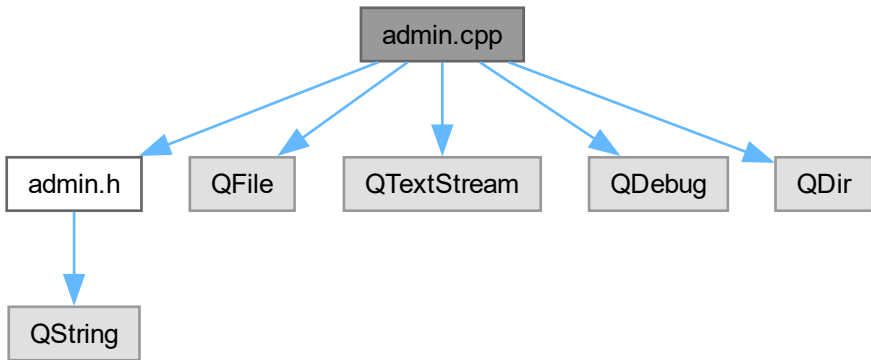 admin.cpp
admin.h
QFile
QTextStream
QDebug
QDir
QString